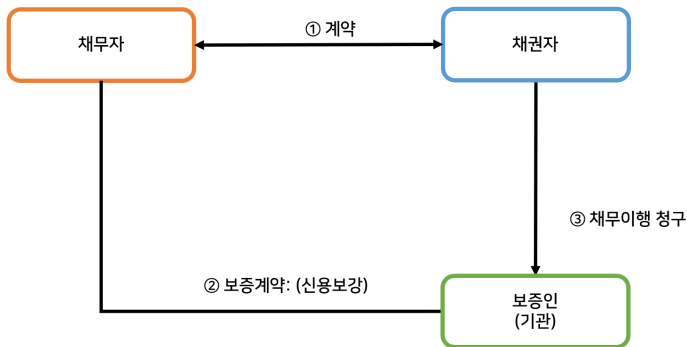 채무자
① 계약
채권자
③ 채무이행 청구
② 보증계약: (신용보강)
보증인
(기관)